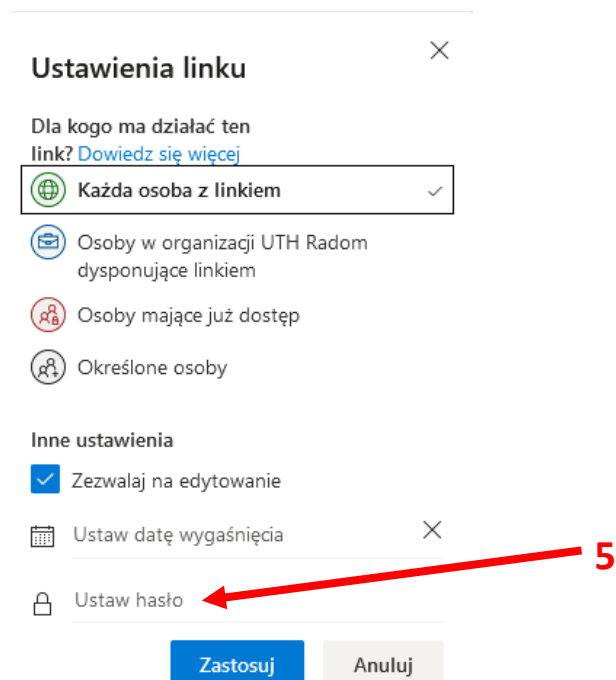 Ustawienia linku
Dla kogo ma działać ten
link? Dowiedz się więcej
Każda osoba z linkiem
Osoby w organizacji UTH Radom
dysponujące linkiem
Osoby mające już dostęp
Określone osoby
Inne ustawienia
Zezwalaj na edytowanie
Ustaw datę wygaśnięcia
5
Ustaw hasło
Zastosuj
Anuluj